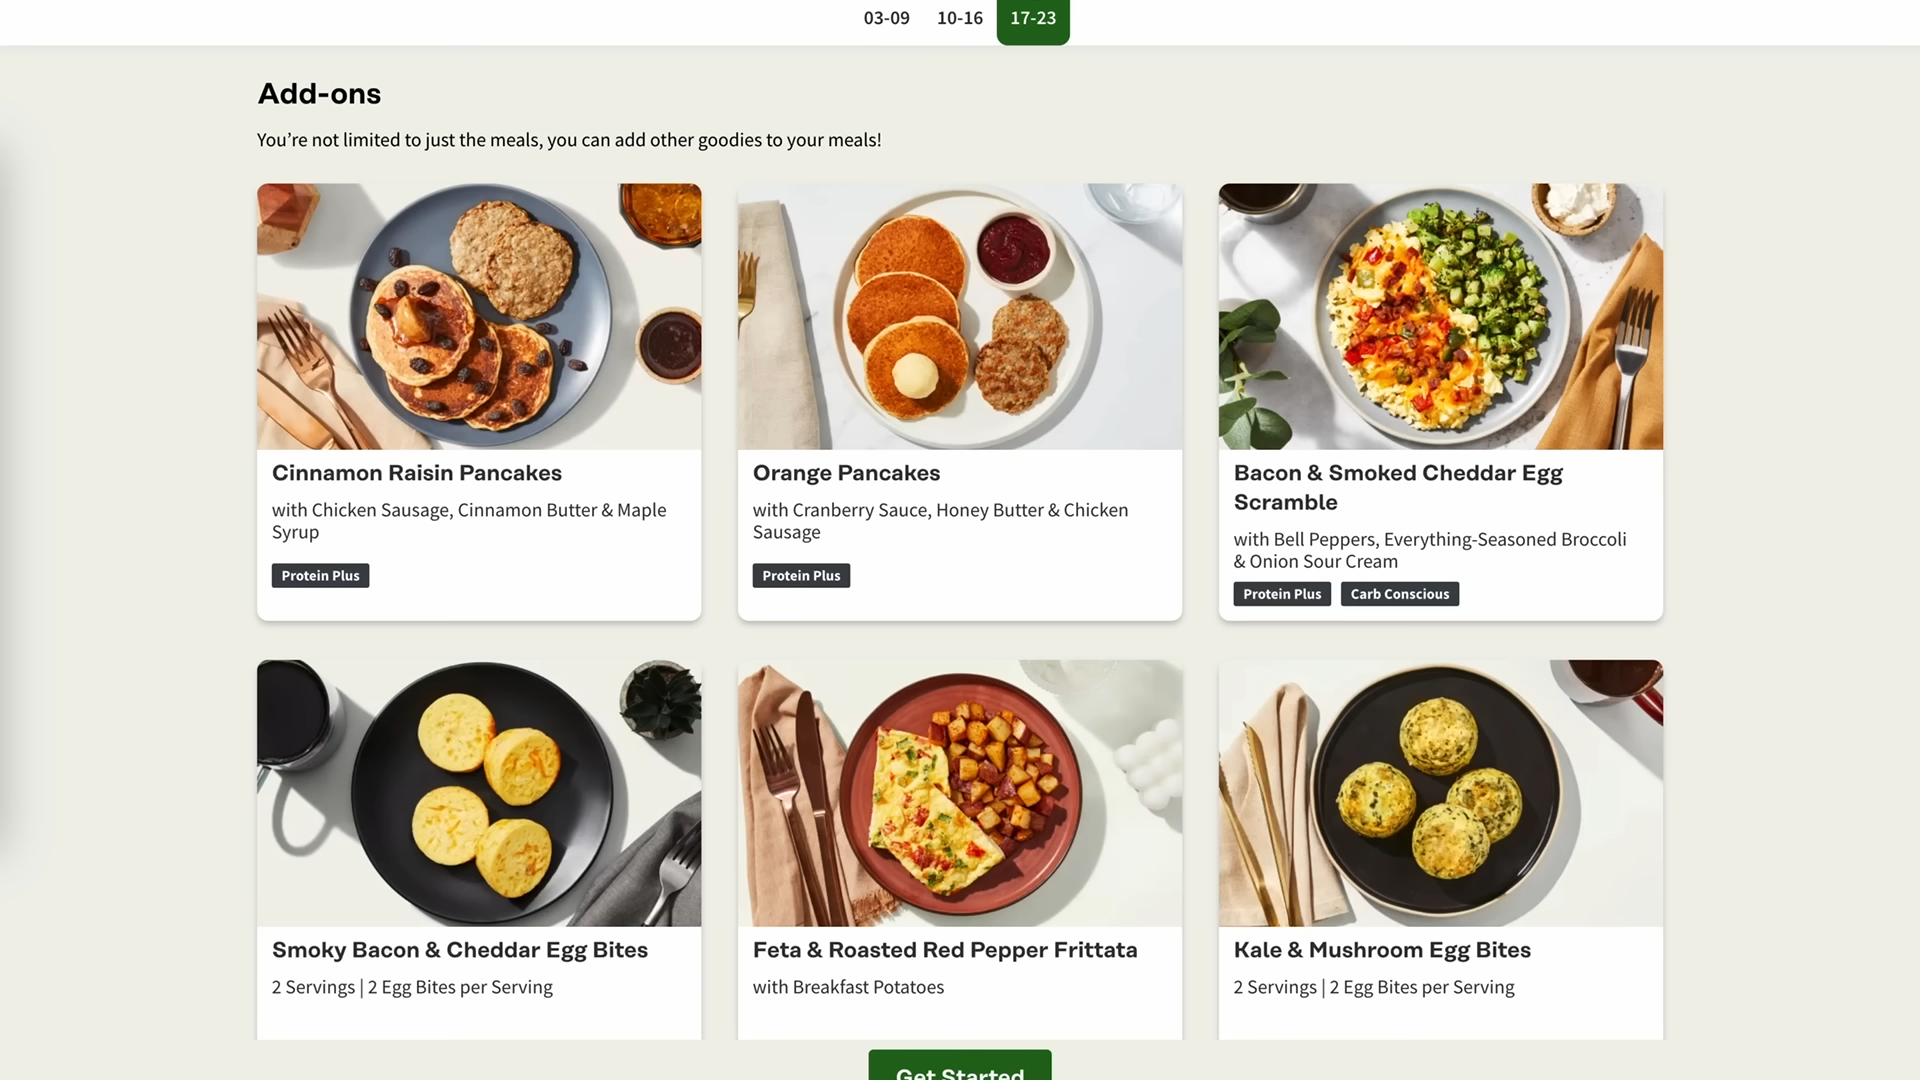 03-09 10-16 17-23
Add-ons
You’re not limited to just the meals, you can add other goodies to your meals!
Cinnamon Raisin Pancakes
with Chicken Sausage, Cinnamon Butter & Maple
Syrup
Protein Plus
Orange Pancakes
with Cranberry Sauce, Honey Butter & Chicken
Sausage
Protein Plus
Bacon & Smoked Cheddar Egg
Scramble
with Bell Peppers, Everything-Seasoned Broccoli
& Onion Sour Cream
Protein Plus Carb Conscious
Smoky Bacon & Cheddar Egg Bites
2 Servings | 2 Egg Bites per Serving
Feta & Roasted Red Pepper Frittata
with Breakfast Potatoes
Kale & Mushroom Egg Bites
2 Servings | 2 Egg Bites per Serving
Get Started